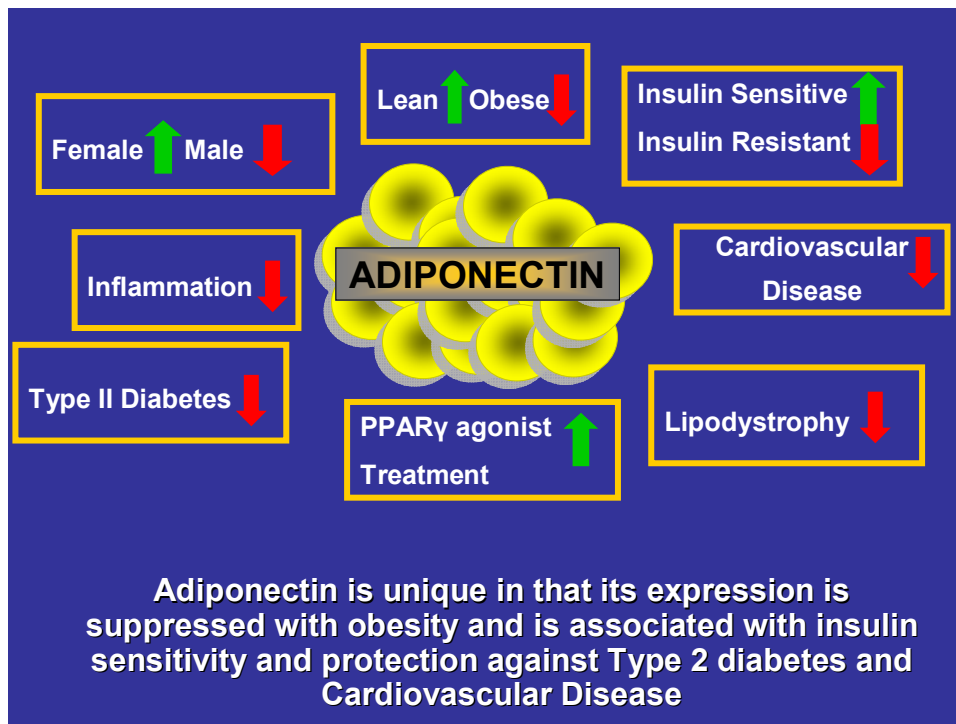 Lean Obese
Insulin Sensitive
Insulin Resistant
Female Male
ADIPONECTIN
Cardiovascular
Disease
Inflammation
Type II Diabetes
PPARγ agonist
Treatment
Lipodystrophy
Adiponectin is unique in that its expression is
suppressed with obesity and is associated with insulin
sensitivity and protection against Type 2 diabetes and
Cardiovascular Disease